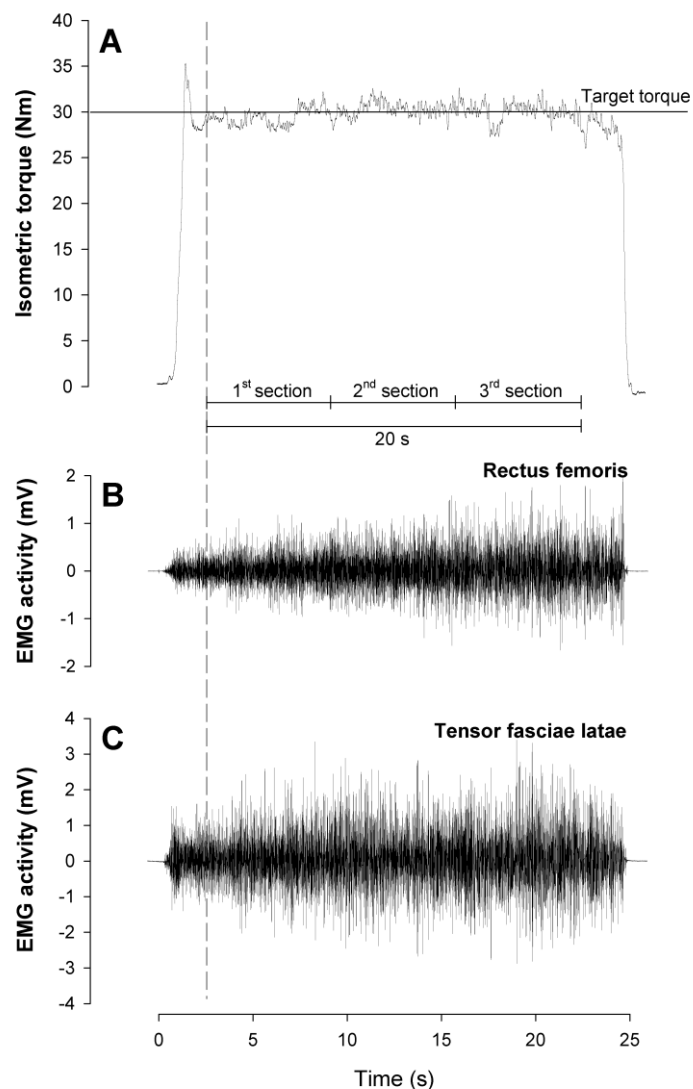 A
Isometric torque (Nm)
40
35
30
25
20
15
10
5
0
Target torque
1st section
2nd section
3rd section
20 s
B
Rectus femoris
EMG activity (mV)
2
1
0
-1
-2
C
Tensor fasciae latae
EMG activity (mV)
4
3
2
1
0
-1
-2
-3
-4
0
5
10
15
20
25
Time (s)